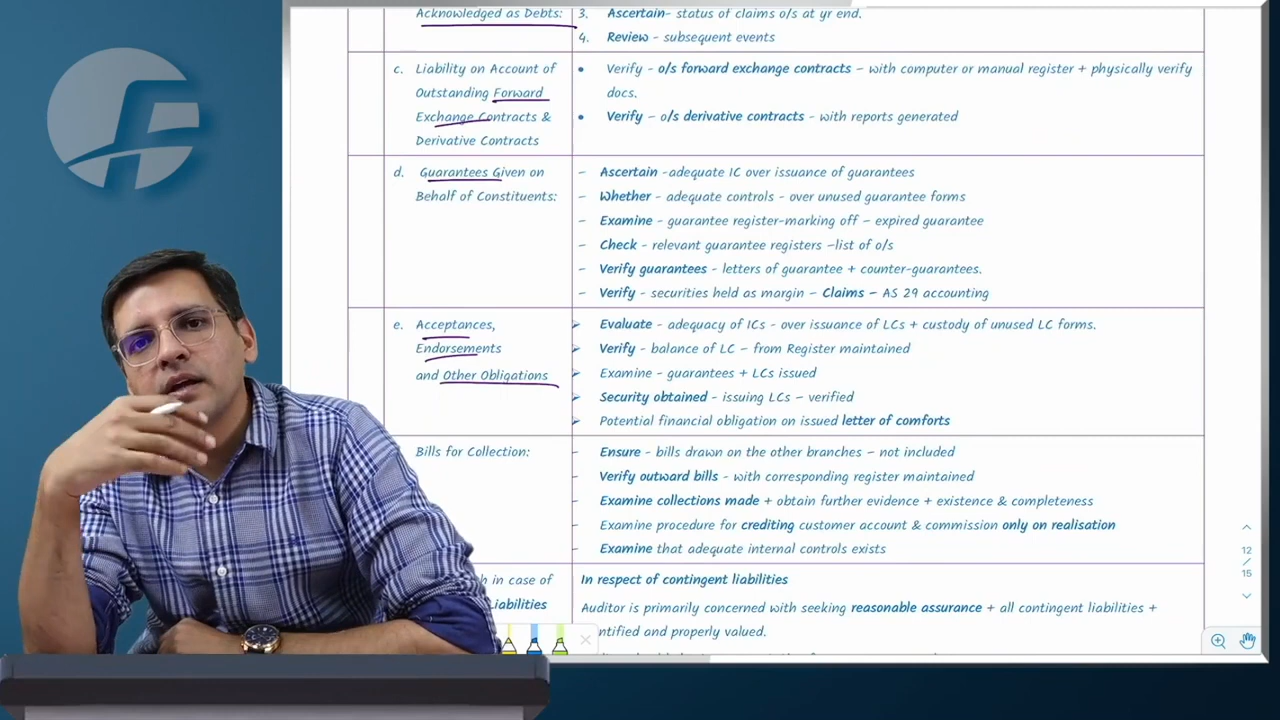 Acknowledged as Debts:
3. Ascertain- status of claims o/s at yr end.
4. Review - subsequent events
c. Liability on Account of
Outstanding Forward
Exchange Contracts &
Derivative Contracts
• Verify - o/s forward exchange contracts – with computer or manual register + physically verify
docs.
• Verify – o/s derivative contracts - with reports generated
d. Guarantees Given on
Behalf of Constituents:
– Ascertain -adequate IC over issuance of guarantees
– Whether - adequate controls - over unused guarantee forms
– Examine - guarantee register-marking off – expired guarantee
– Check - relevant guarantee registers –list of o/s
– Verify guarantees - letters of guarantee + counter-guarantees.
– Verify - securities held as margin – Claims – AS 29 accounting
e. Acceptances,
Endorsements
and Other Obligations
➢ Evaluate - adequacy of ICs - over issuance of LCs + custody of unused LC forms.
➢ Verify - balance of LC – from Register maintained
➢ Examine - guarantees + LCs issued
➢ Security obtained - issuing LCs – verified
➢ Potential financial obligation on issued letter of comforts
Bills for Collection:
– Ensure - bills drawn on the other branches – not included
– Verify outward bills - with corresponding register maintained
– Examine collections made + obtain further evidence + existence & completeness
– Examine procedure for crediting customer account & commission only on realisation
– Examine that adequate internal controls exists
h in case of
Liabilities
In respect of contingent liabilities
Auditor is primarily concerned with seeking reasonable assurance + all contingent liabilities +
ntified and properly valued.
12
/
15